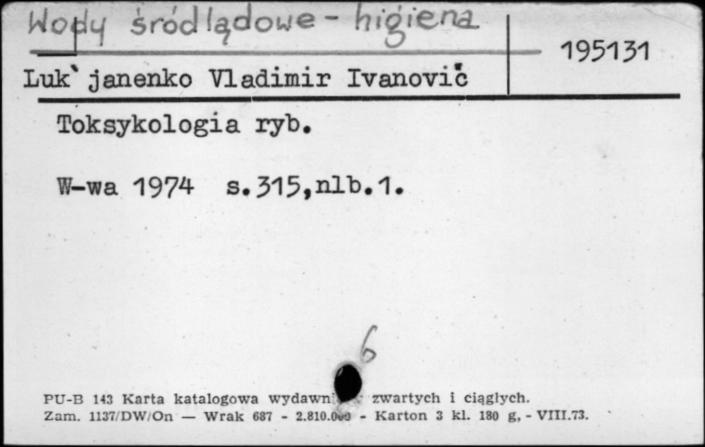 Wody śródlądowe - higiena
195131
Luk`janenko Vladimir Ivanovič
Toksykologia ryb.
W-wa 1974 s.315,nlb.1.
6
PU-B 143 Karta katalogowa zwartych i ciągłych.
Zam. 1137/DW/On — Wrak 687 - 2.810.000 - Karton 3 kl. 180 g, - VIII.73.